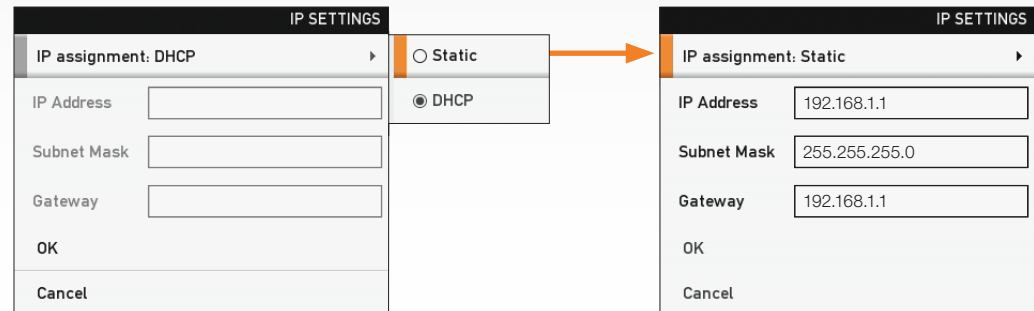 IP SETTINGS
IP assignment: DHCP
IP Address
Subnet Mask
Gateway
OK
Cancel
Static
DHCP
IP SETTINGS
IP assignment: Static
IP Address 192.168.1.1
Subnet Mask 255.255.255.0
Gateway 192.168.1.1
OK
Cancel